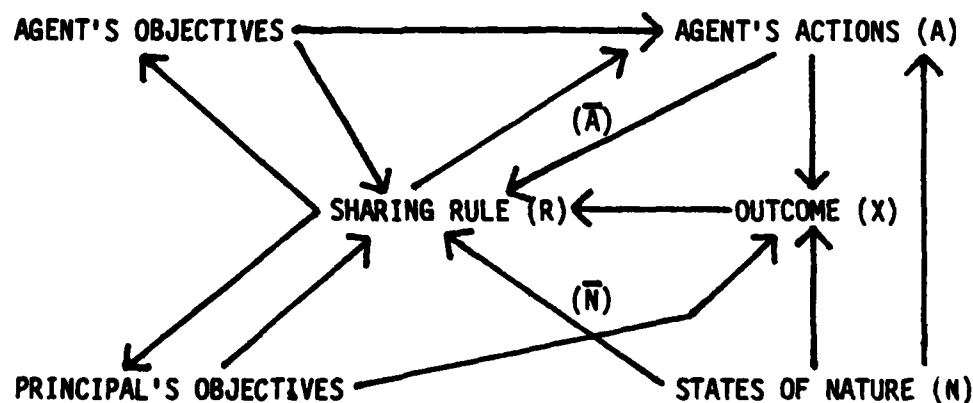 AGENT'S OBJECTIVES AGENT'S ACTIONS (A)
(A̅)
SHARING RULE (R) OUTCOME (X)
(N̅)
PRINCIPAL'S OBJECTIVES STATES OF NATURE (N)